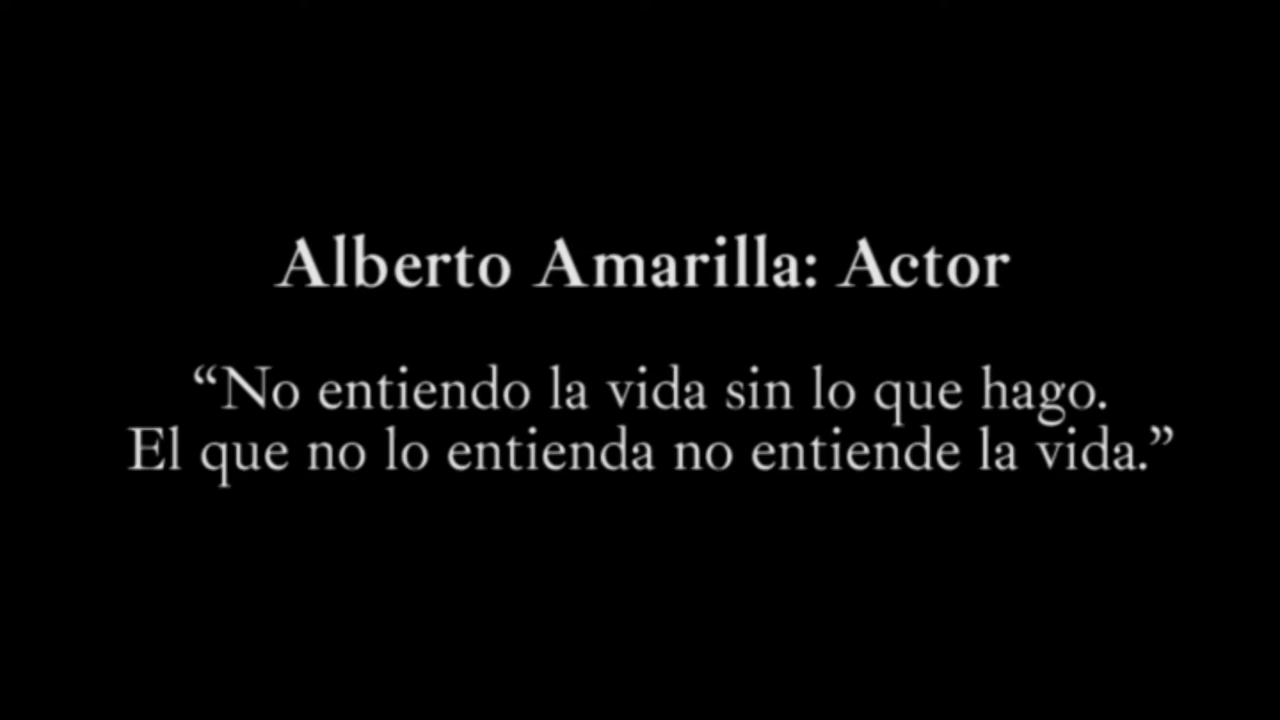 Alberto Amarilla: Actor
“No entiendo la vida sin lo que hago.
El que no lo entienda no entiende la vida.”